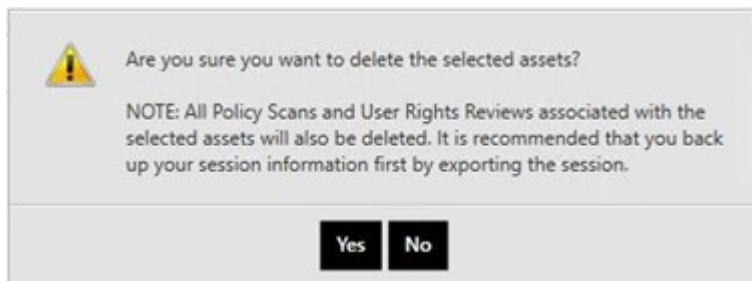 Are you sure you want to delete the selected assets?
NOTE: All Policy Scans and User Rights Reviews associated with the
selected assets will also be deleted. It is recommended that you back
up your session information first by exporting the session.
Yes No